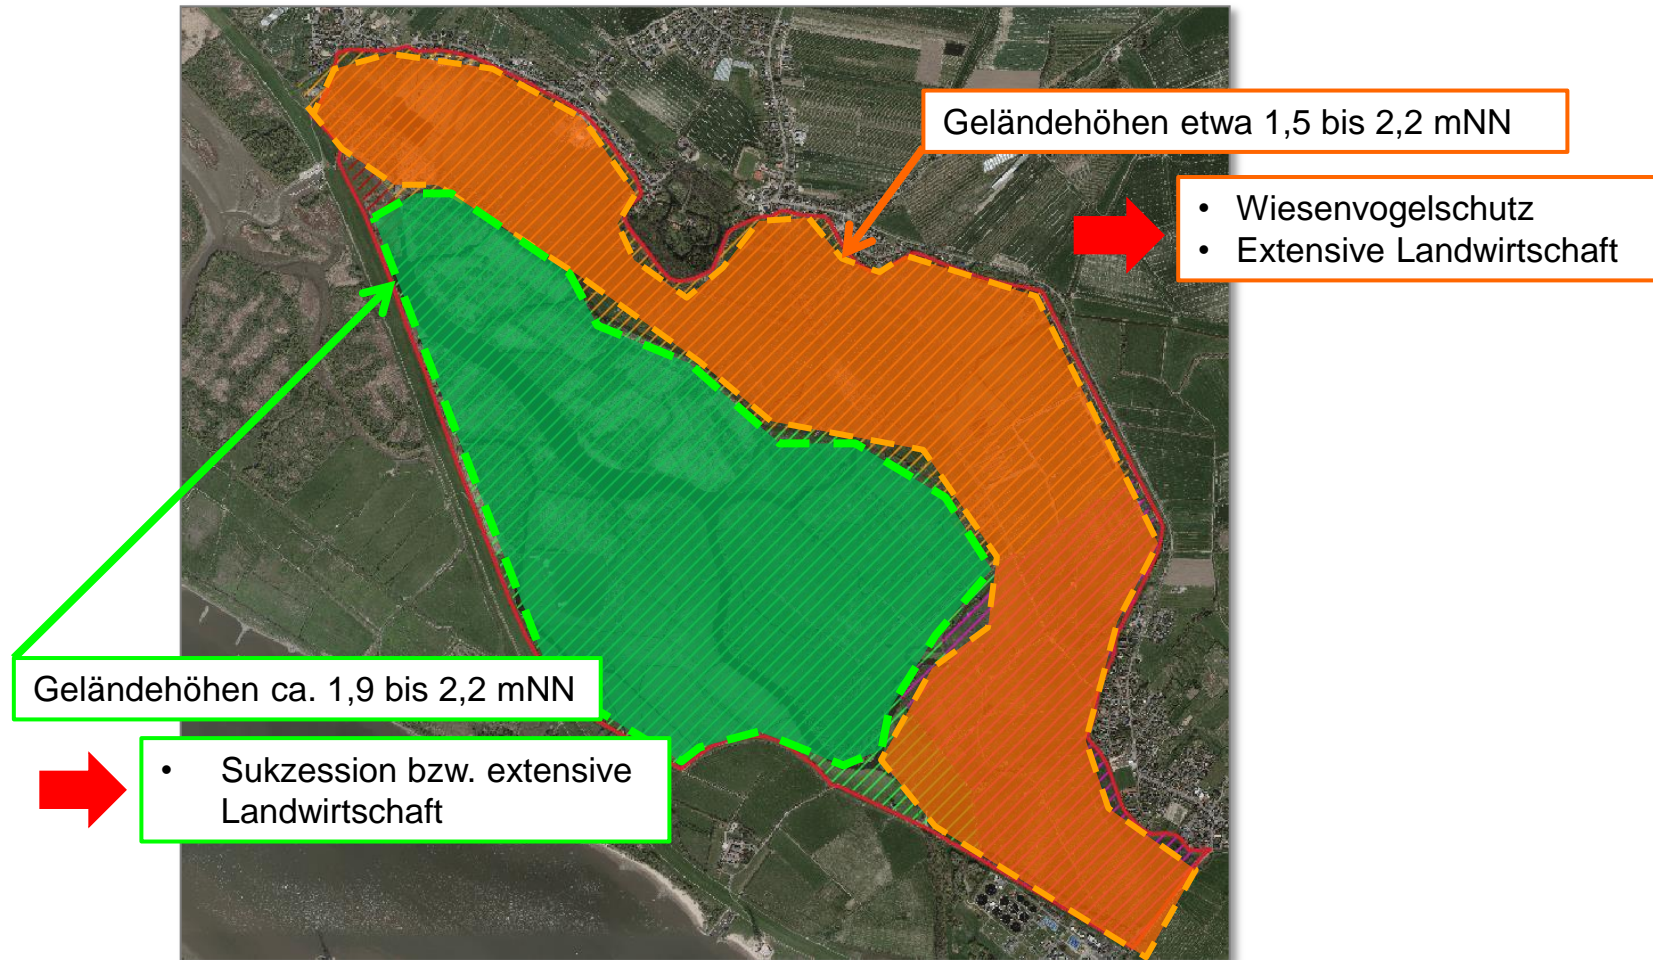 Geländehöhen etwa 1,5 bis 2,2 mNN
• Wiesenvogelschutz
• Extensive Landwirtschaft
Geländehöhen ca. 1,9 bis 2,2 mNN
• Sukzession bzw. extensive
Landwirtschaft